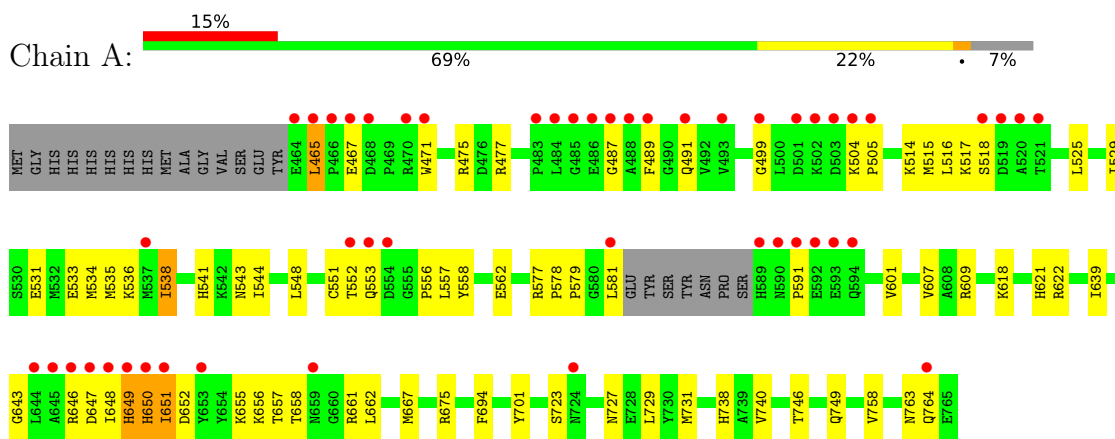 15%
Chain A:
69% 22% • 7%
MET GLY HIS HIS HIS HIS HIS HIS MET ALA GLY VAL SER GLU TYR E464 L465 P466 E467 D468 P469 R470 W471 R475 D476 R477 P483 L484 G485 E486 G487 A488 F489 G490 Q491 V492 V493 G499 L500 D501 K502 D503 K504 P505 K514 M515 L516 K517 S518 D519 A520 T521 L525 I529
S530 E531 M532 E533 M534 M535 K536 M537 I538 H541 K542 N543 I544 L548 C551 T552 Q553 D554 G555 P556 L557 Y558 E562 R577 P578 P579 G580 L581 GLU TYR SER TYR ASN PRO SER H589 N590 P591 E592 E593 Q594 V601 V607 A608 R609 K618 H621 R622 I639
G643 L644 A645 R646 D647 I648 H649 H650 I651 D652 Y653 Y654 K655 K656 T657 T658 N659 G660 R661 L662 M667 R675 F694 Y701 S723 N724 N727 E728 L729 Y730 M731 H738 A739 V740 T746 Q749 V758 N763 Q764 E765